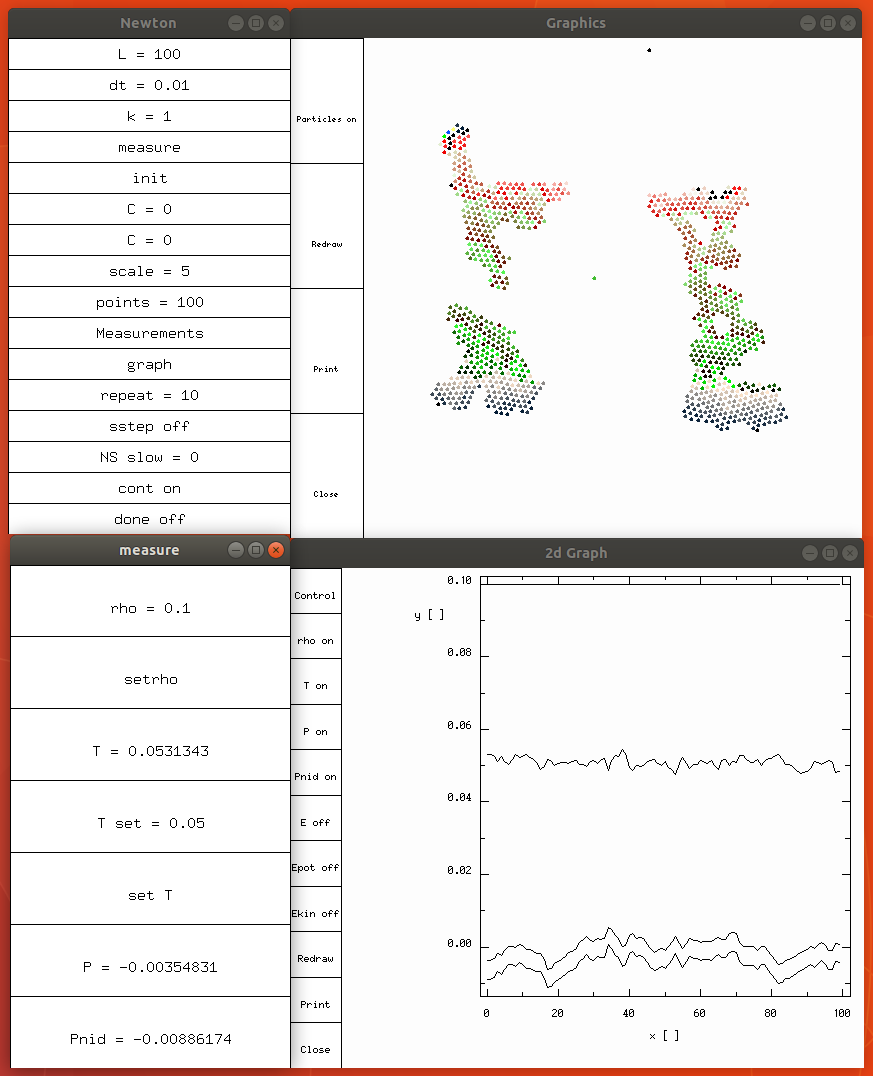 Newton
L = 100
dt = 0.01
k = 1
measure
init
C = 0
C = 0
scale = 5
points = 100
Measurements
graph
repeat = 10
sstep off
NS slow = 0
cont on
done off
Graphics
Particles on
Redraw
Print
Close
measure
rho = 0.1
setrho
T = 0.0531343
T set = 0.05
set T
P = -0.00354831
Pnid = -0.00886174
2d Graph
Control
rho on
T on
P on
Pnid on
E off
Epot off
Ekin off
Redraw
Print
Close
y [ ]
0.10
0.08
0.06
0.04
0.02
0.00
0 20 40 60 80 100
x [ ]